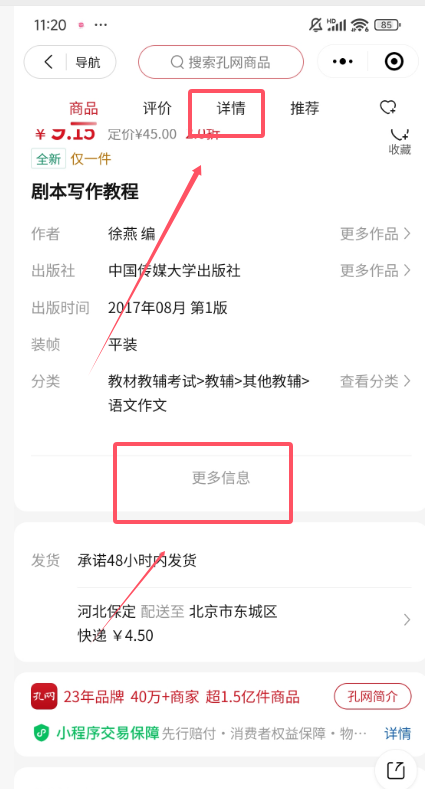 11:20 HD 85
导航 搜索孔网商品
商品 评价 详情 推荐
¥ 9.15 定价¥45.00
收藏
全新 仅一件
剧本写作教程
作者 徐燕 编 更多作品
出版社 中国传媒大学出版社 更多作品
出版时间 2017年08月 第1版
装帧 平装
分类 教材教辅考试>教辅>其他教辅> 查看分类
语文作文
更多信息
发货 承诺48小时内发货
河北保定 配送至 北京市东城区
快递 ¥4.50
孔网 23年品牌 40万+商家 超1.5亿件商品 孔网简介
小程序交易保障 先行赔付·消费者权益保障·物… 详情